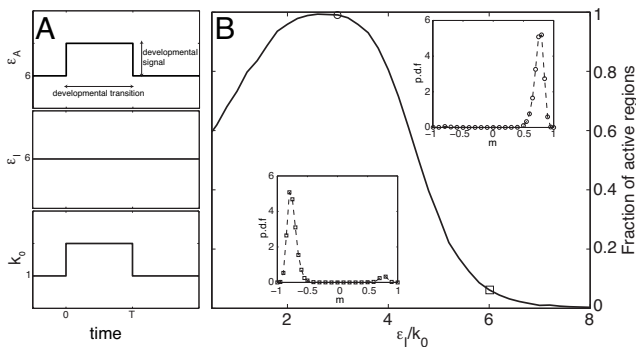 A
ε_A
6
developmental
signal
developmental transition
ε_I
6
k_0
1
0
T
time
B
6
4
2
0
p.d.f
-1
-0.5
0
0.5
1
m
6
4
2
0
p.d.f
-1
-0.5
0
0.5
1
m
1
0.8
0.6
0.4
0.2
0
Fraction of active regions
2
4
6
8
ε_I/k_0